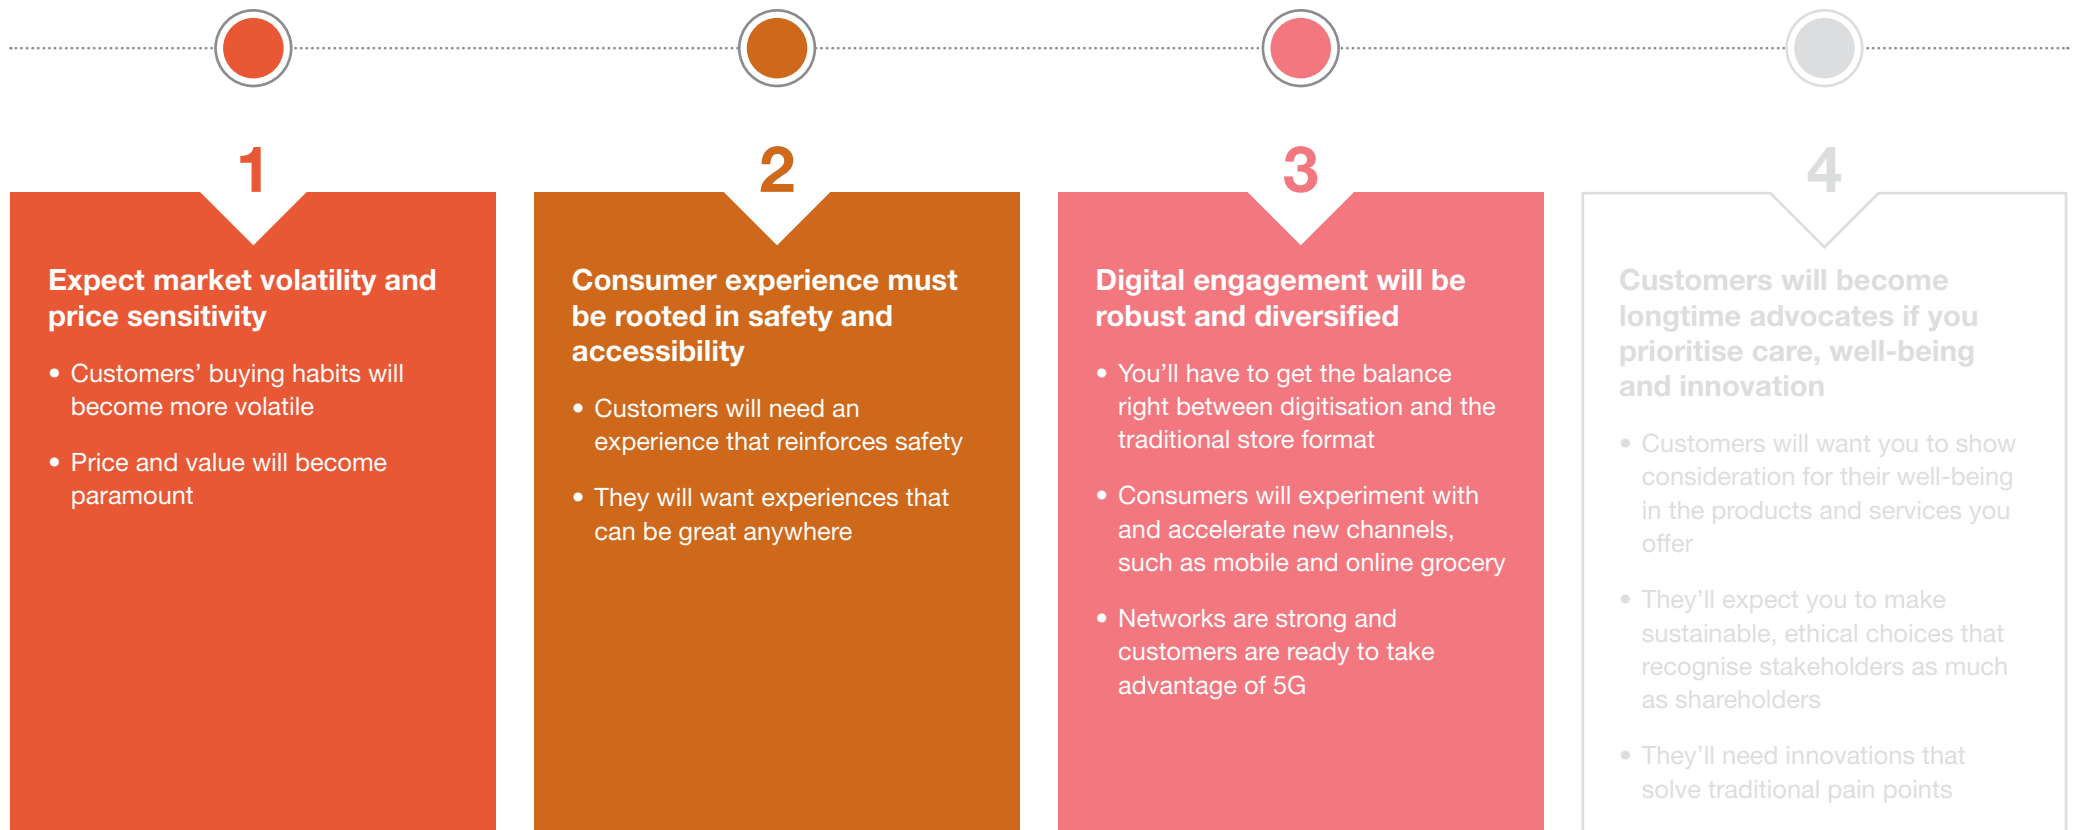 1
Expect market volatility and
price sensitivity
• Customers’ buying habits will
become more volatile
• Price and value will become
paramount
2
Consumer experience must
be rooted in safety and
accessibility
• Customers will need an
experience that reinforces safety
• They will want experiences that
can be great anywhere
3
Digital engagement will be
robust and diversified
• You’ll have to get the balance
right between digitisation and the
traditional store format
• Consumers will experiment with
and accelerate new channels,
such as mobile and online grocery
• Networks are strong and
customers are ready to take
advantage of 5G
4
Customers will become
longtime advocates if you
prioritise care, well-being
and innovation
• Customers will want you to show
consideration for their well-being
in the products and services you
offer
• They’ll expect you to make
sustainable, ethical choices that
recognise stakeholders as much
as shareholders
• They’ll need innovations that
solve traditional pain points